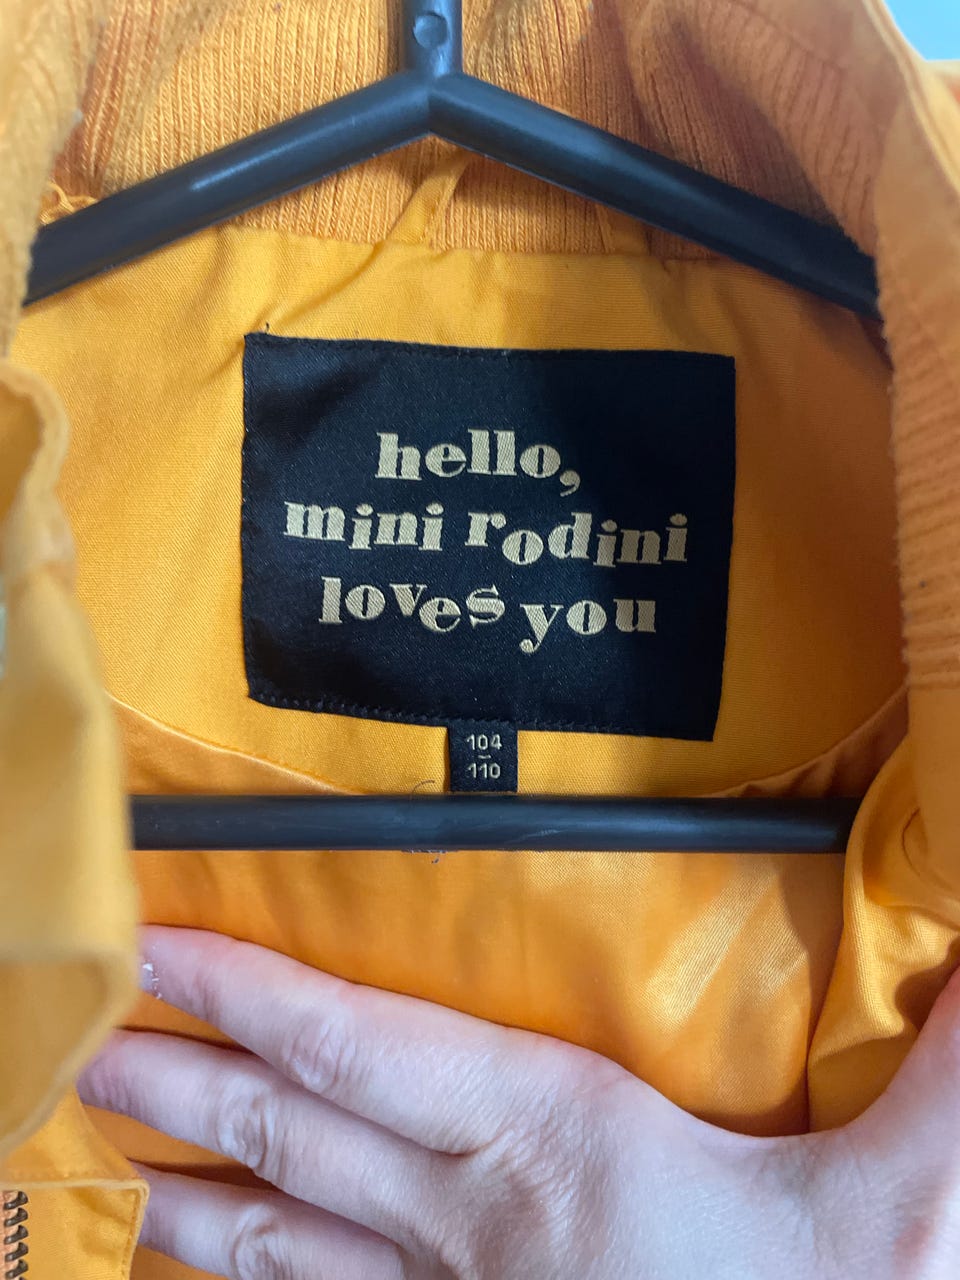 hello,
mini rodini
loves you
104
–
110